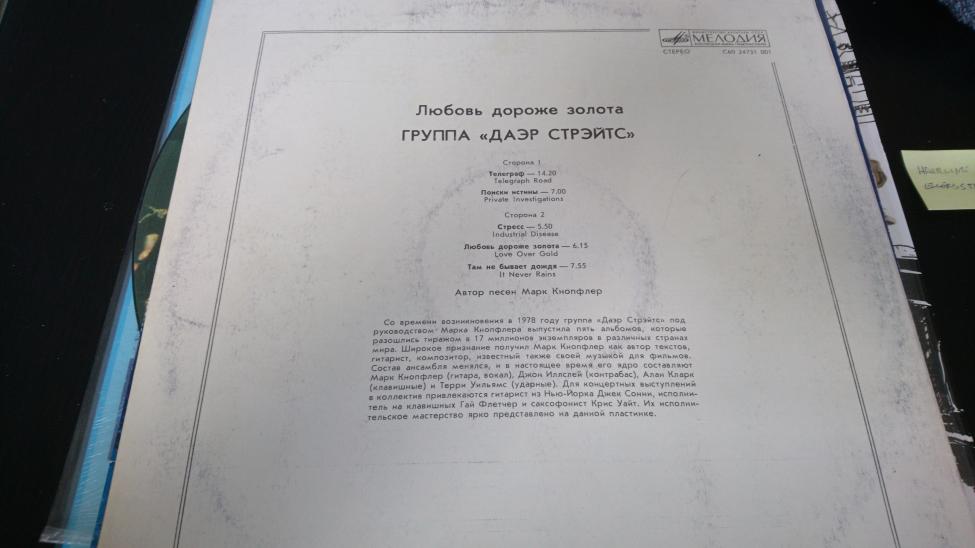 МЕЛОДИЯ
СТЕРЕО С60 24731 001
Любовь дороже золота
ГРУППА «ДАЭР СТРЭЙТС»
Сторона 1
Телеграф — 14.20
Telegraph Road
Поиски истины — 7.00
Private Investigations
Сторона 2
Стресс — 5.50
Industrial Disease
Любовь дороже золота — 6.15
Love Over Gold
Там не бывает дождя — 7.55
It Never Rains
Автор песен Марк Кнопфлер
Со времени возникновения в 1978 году группа «Даэр Стрэйтс» под
руководством Марка Кнопфлера выпустила пять альбомов, которые
разошлись тиражом в 17 миллионов экземпляров в различных странах
мира. Широкое признание получил Марк Кнопфлер как автор текстов,
гитарист, композитор, известный также своей музыкой для фильмов.
Состав ансамбля менялся, и в настоящее время его ядро составляют
Марк Кнопфлер (гитара, вокал), Джон Иллслей (контрабас), Алан Кларк
(клавишные) и Терри Уильямс (ударные). Для концертных выступлений
в коллектив привлекаются гитарист из Нью-Йорка Джек Сонни, исполни-
тель на клавишных Гай Флетчер и саксофонист Крис Уайт. Их исполни-
тельское мастерство ярко представлено на данной пластинке.